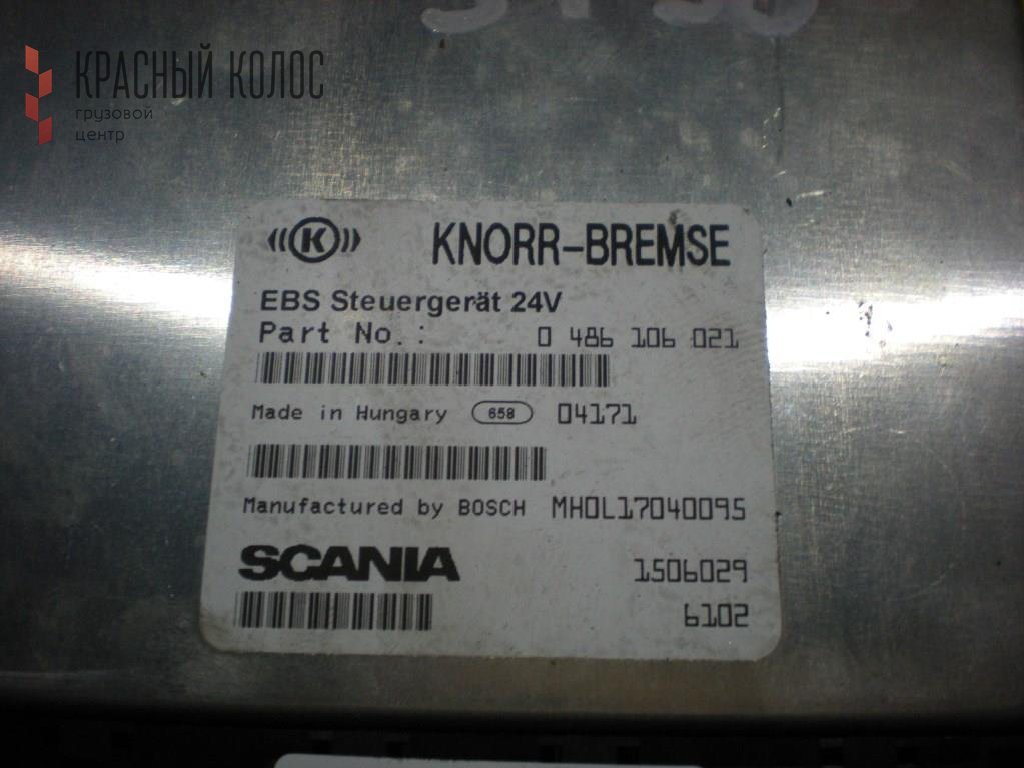 КРАСНЫЙ КОЛОС
грузовой
центр
K KNORR-BREMSE
EBS Steuergerät 24V
Part No.: 0 486 106 021
Made in Hungary 658 04171
Manufactured by BOSCH MHOL17040095
SCANIA 1506029
6102